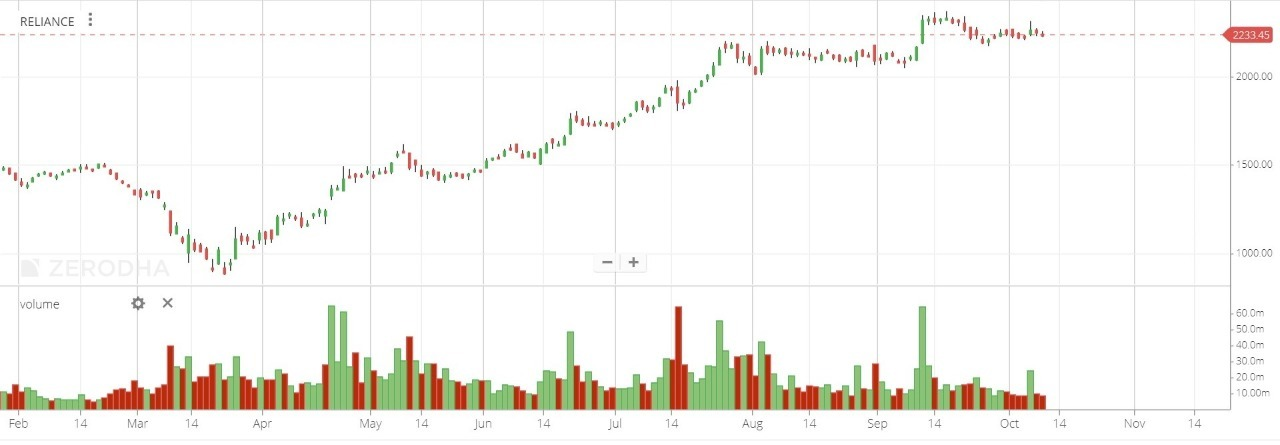 RELIANCE
2233.45
2000.00
1500.00
1000.00
ZERODHA
volume
60.0m
50.0m
40.0m
30.0m
20.0m
10.00m
Feb 14 Mar 14 Apr May 14 Jun 14 Jul 14 Aug 14 Sep 14 Oct 14 Nov 14